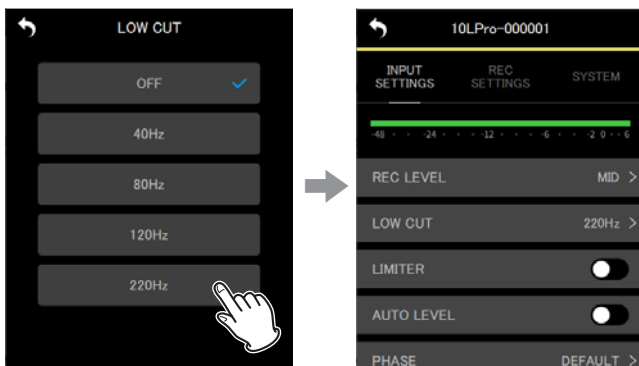 LOW CUT
OFF
40Hz
80Hz
120Hz
220Hz
10LPro-000001
INPUT SETTINGS
REC SETTINGS
SYSTEM
-48 · · -24 · · · -12 · · · · -6 · · -2 0 · · 6
REC LEVEL MID >
LOW CUT 220Hz >
LIMITER
AUTO LEVEL
PHASE DEFAULT >